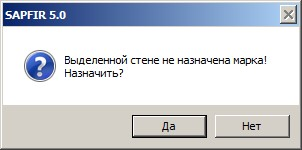 SAPFIR 5.0
Выделенной стене не назначена марка!
Назначить?
Да
Нет